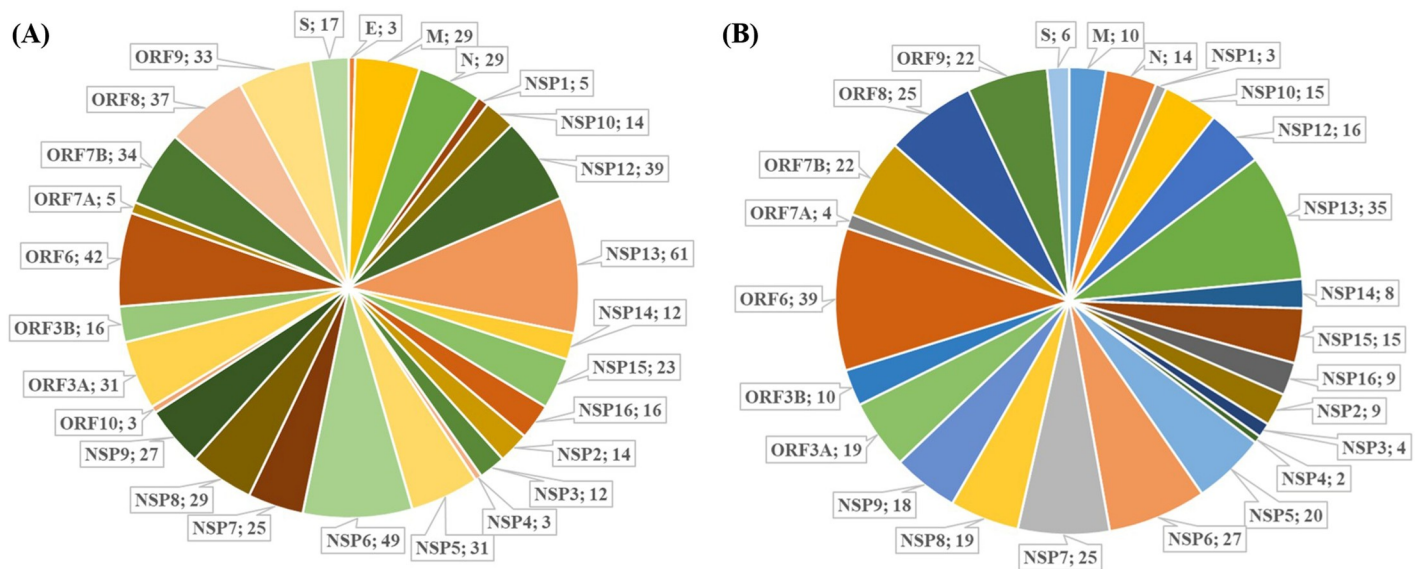 (A)
S; 17
E; 3
M; 29
N; 29
NSP1; 5
NSP10; 14
NSP12; 39
NSP13; 61
NSP14; 12
NSP15; 23
NSP16; 16
NSP2; 14
NSP3; 12
NSP4; 3
NSP5; 31
NSP6; 49
NSP7; 25
NSP8; 29
NSP9; 27
ORF10; 3
ORF3A; 31
ORF3B; 16
ORF6; 42
ORF7A; 5
ORF7B; 34
ORF8; 37
ORF9; 33
(B)
S; 6
M; 10
N; 14
NSP1; 3
NSP10; 15
NSP12; 16
NSP13; 35
NSP14; 8
NSP15; 15
NSP16; 9
NSP2; 9
NSP3; 4
NSP4; 2
NSP5; 20
NSP6; 27
NSP7; 25
NSP8; 19
NSP9; 18
ORF3A; 19
ORF3B; 10
ORF6; 39
ORF7A; 4
ORF7B; 22
ORF8; 25
ORF9; 22